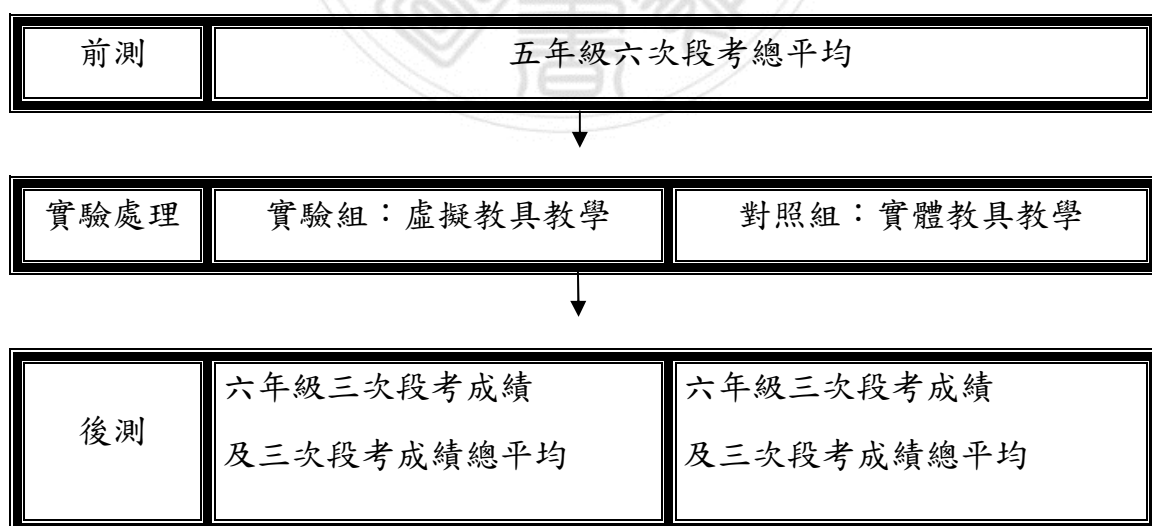 前測
五年級六次段考總平均
實驗處理
實驗組：虛擬教具教學
對照組：實體教具教學
後測
六年級三次段考成績
及三次段考成績總平均
六年級三次段考成績
及三次段考成績總平均